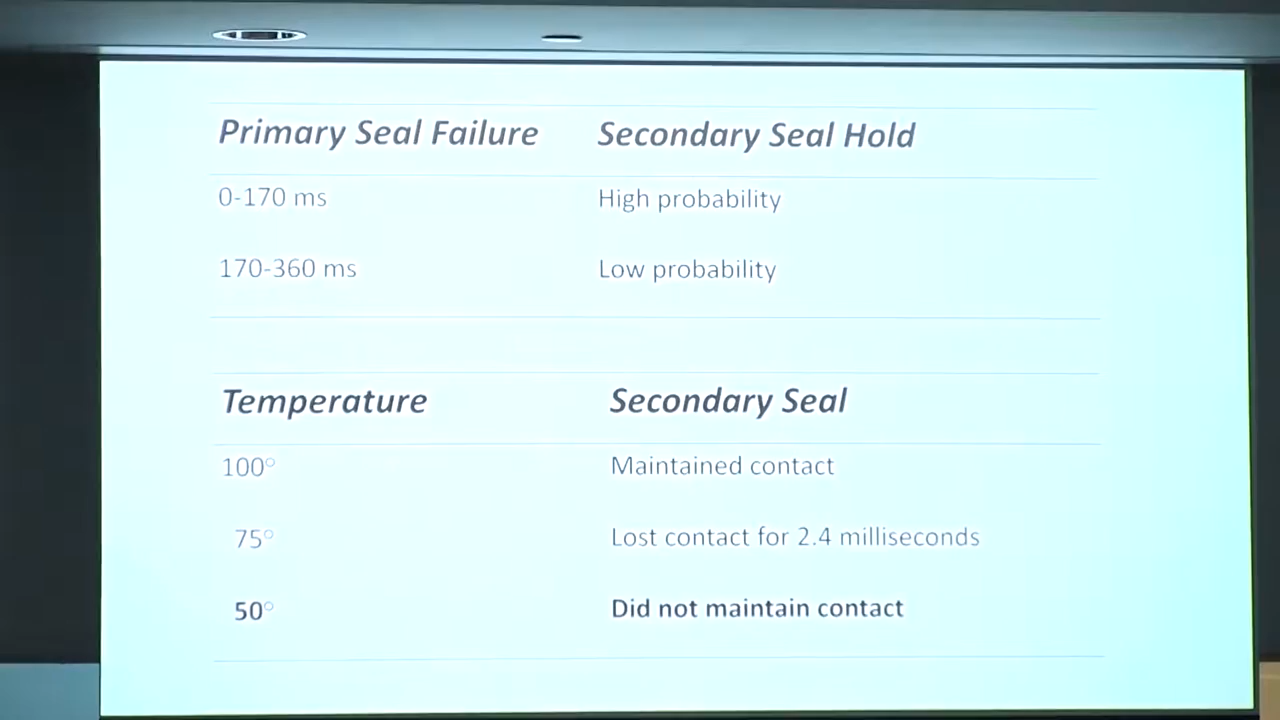 Primary Seal Failure Secondary Seal Hold
0-170 ms High probability
170-360 ms Low probability
Temperature Secondary Seal
100° Maintained contact
75° Lost contact for 2.4 milliseconds
50° Did not maintain contact